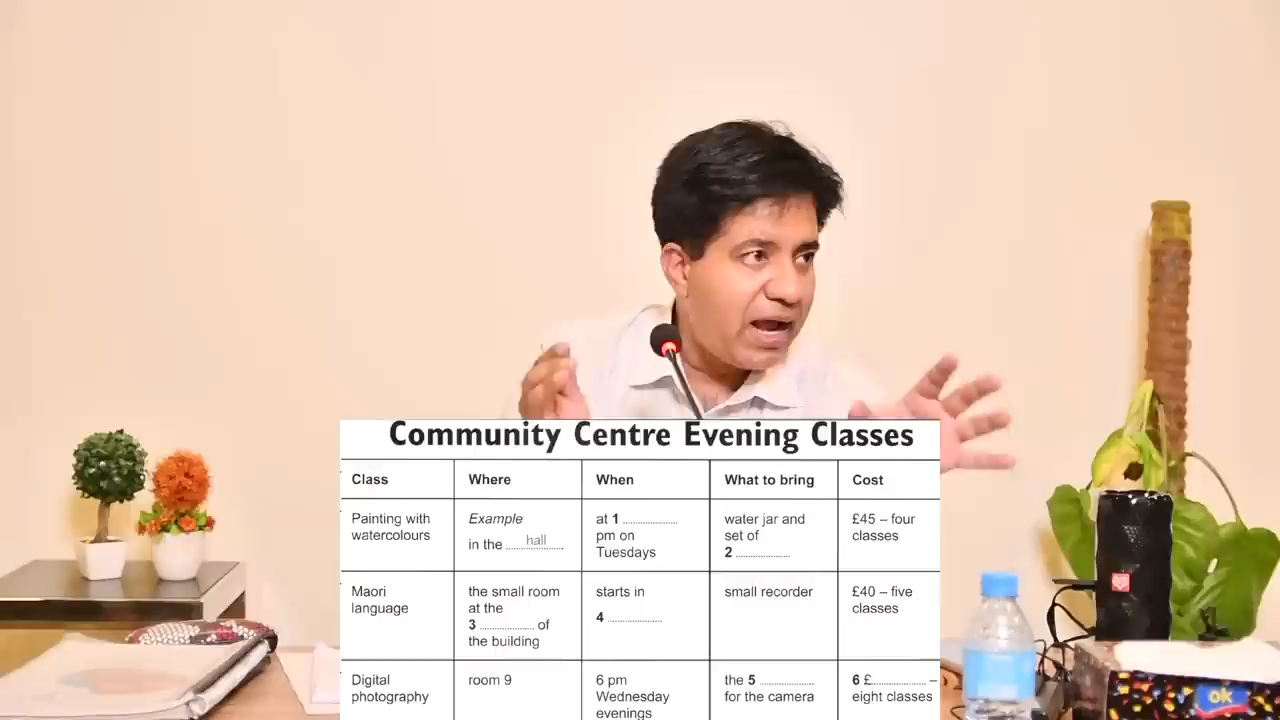 Community Centre Evening Classes
Class Where When What to bring Cost
Painting with watercolours
Example
in the hall
at 1
pm on
Tuesdays
water jar and
set of
2
£45 – four
classes
Maori
language
the small room
at the
3 of
the building
starts in
4
small recorder
£40 – five
classes
Digital
photography
room 9
6 pm
Wednesday
evenings
the 5
for the camera
6 £ –
eight classes
ok